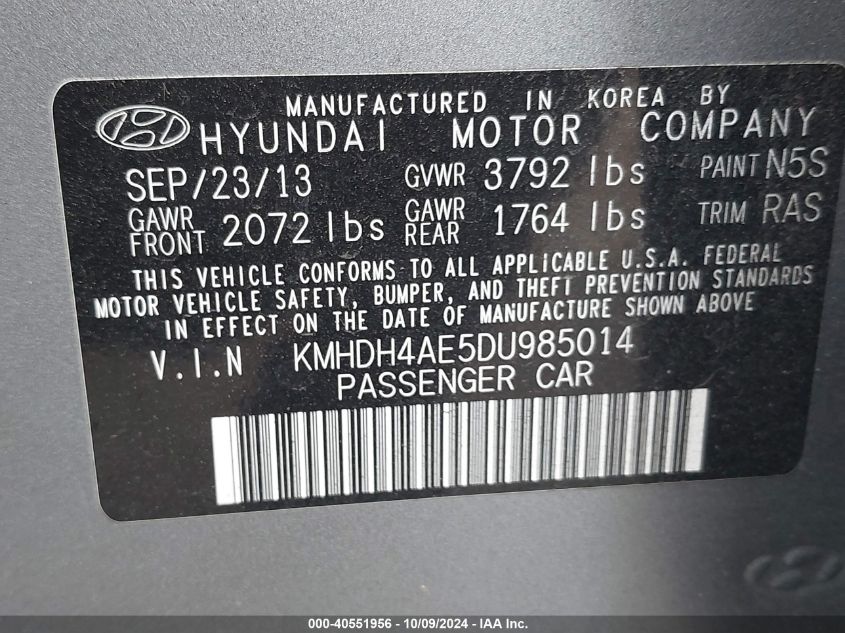 MANUFACTURED IN KOREA BY
HYUNDAI MOTOR COMPANY
SEP/23/13 GVWR 3792 lbs PAINT N5S
GAWR FRONT 2072 lbs GAWR REAR 1764 lbs TRIM RAS
THIS VEHICLE CONFORMS TO ALL APPLICABLE U.S.A. FEDERAL
MOTOR VEHICLE SAFETY, BUMPER, AND THEFT PREVENTION STANDARDS
IN EFFECT ON THE DATE OF MANUFACTURE SHOWN ABOVE
V.I.N KMHDH4AE5DU985014
PASSENGER CAR
000-40551956 - 10/09/2024 - IAA Inc.